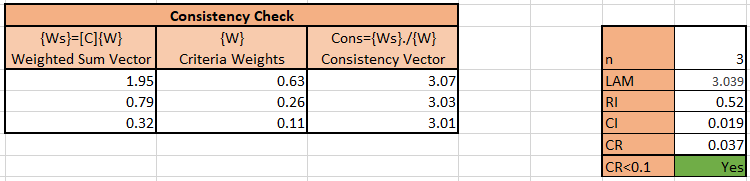 Consistency Check
{Ws}=[C]{W} {W} Cons={Ws}./{W}
Weighted Sum Vector Criteria Weights Consistency Vector
1.95 0.63 3.07
0.79 0.26 3.03
0.32 0.11 3.01
n 3
LAM 3.039
RI 0.52
CI 0.019
CR 0.037
CR<0.1 Yes